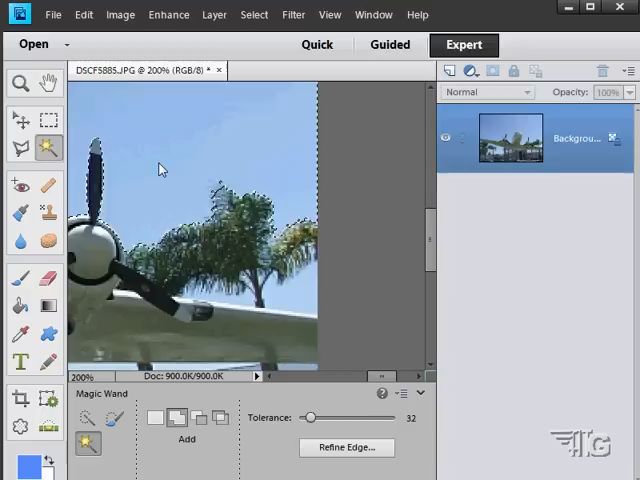 File Edit Image Enhance Layer Select Filter View Window Help
Open Quick Guided Expert
DSCF5885.JPG @ 200% (RGB/8) * ×
Normal Opacity: 100%
Backgrou...
200% Doc: 900.0K/900.0K
Magic Wand
Add
Tolerance: 32
Refine Edge...
TG